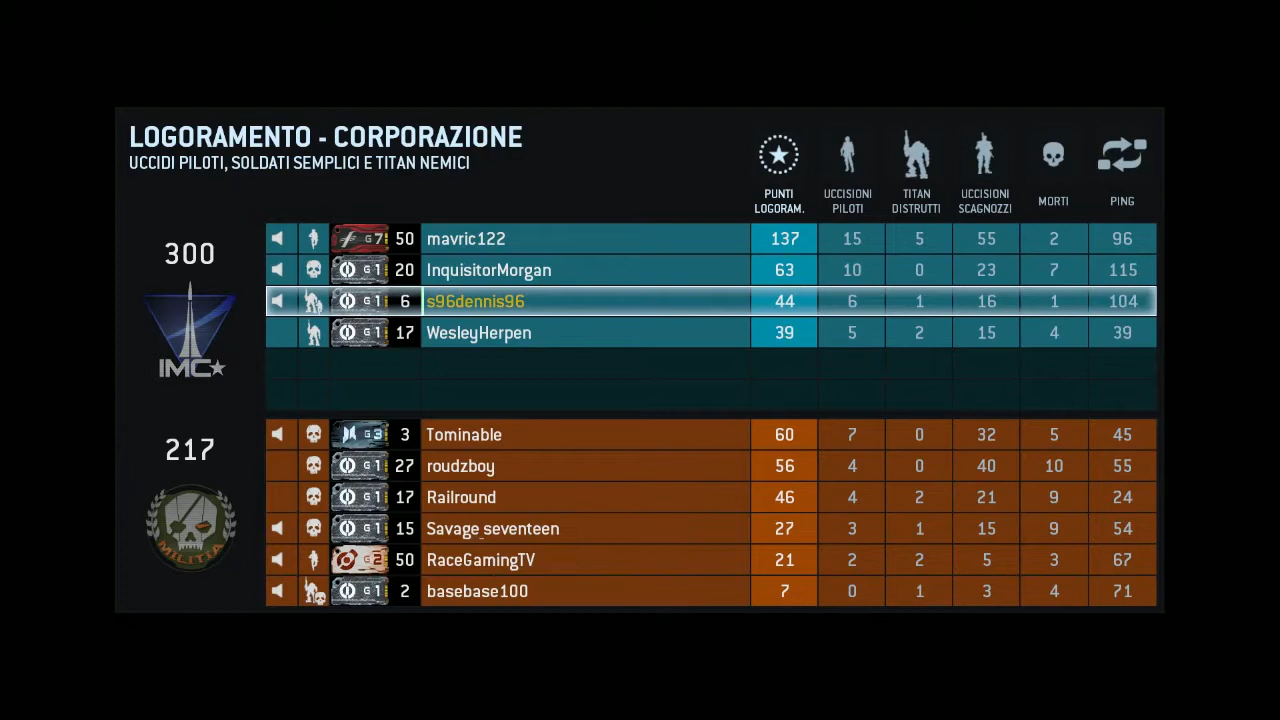 LOGORAMENTO - CORPORAZIONE
UCCIDI PILOTI, SOLDATI SEMPLICI E TITAN NEMICI
PUNTI LOGORAM. UCCISIONI PILOTI TITAN DISTRUTTI UCCISIONI SCAGNOZZI MORTI PING
300
IMC
G7 50 mavric122 137 15 5 55 2 96
G1 20 InquisitorMorgan 63 10 0 23 7 115
G1 6 s96dennis96 44 6 1 16 1 104
G1 17 WesleyHerpen 39 5 2 15 4 39
217
MILITIA
G3 3 Tominable 60 7 0 32 5 45
G1 27 roudzboy 56 4 0 40 10 55
G1 17 Railround 46 4 2 21 9 24
G1 15 Savage_seventeen 27 3 1 15 9 54
G2 50 RaceGamingTV 21 2 2 5 3 67
G1 2 basebase100 7 0 1 3 4 71